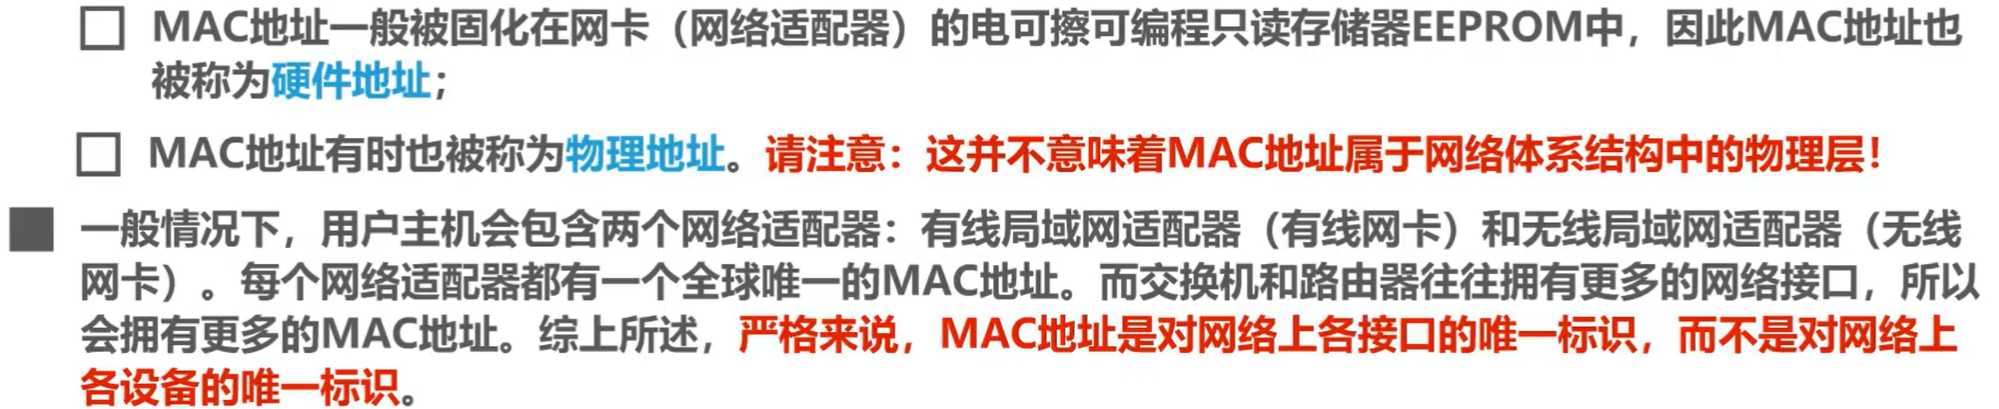 MAC地址一般被固化在网卡（网络适配器）的电可擦可编程只读存储器EEPROM中，因此MAC地址也
被称为硬件地址；
MAC地址有时也被称为物理地址。请注意：这并不意味着MAC地址属于网络体系结构中的物理层！
一般情况下，用户主机会包含两个网络适配器：有线局域网适配器（有线网卡）和无线局域网适配器（无线
网卡）。每个网络适配器都有一个全球唯一的MAC地址。而交换机和路由器往往拥有更多的网络接口，所以
会拥有更多的MAC地址。综上所述，严格来说，MAC地址是对网络上各接口的唯一标识，而不是对网络上
各设备的唯一标识。